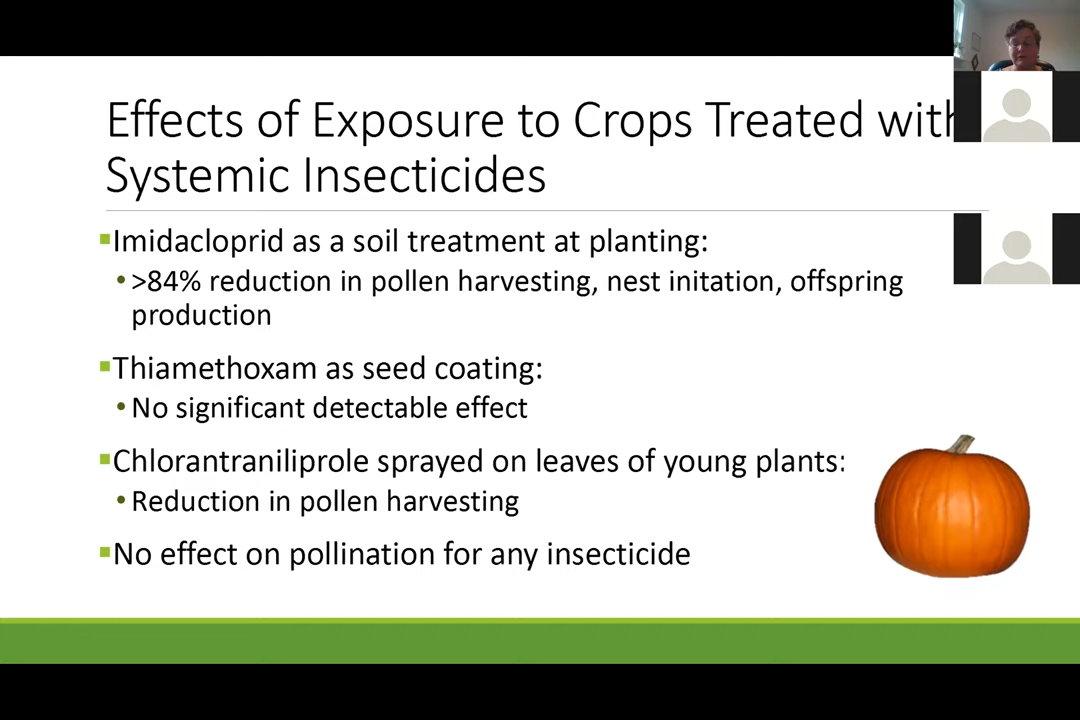 Effects of Exposure to Crops Treated with
Systemic Insecticides
▪Imidacloprid as a soil treatment at planting:
•>84% reduction in pollen harvesting, nest initation, offspring
production
▪Thiamethoxam as seed coating:
•No significant detectable effect
▪Chlorantraniliprole sprayed on leaves of young plants:
•Reduction in pollen harvesting
▪No effect on pollination for any insecticide